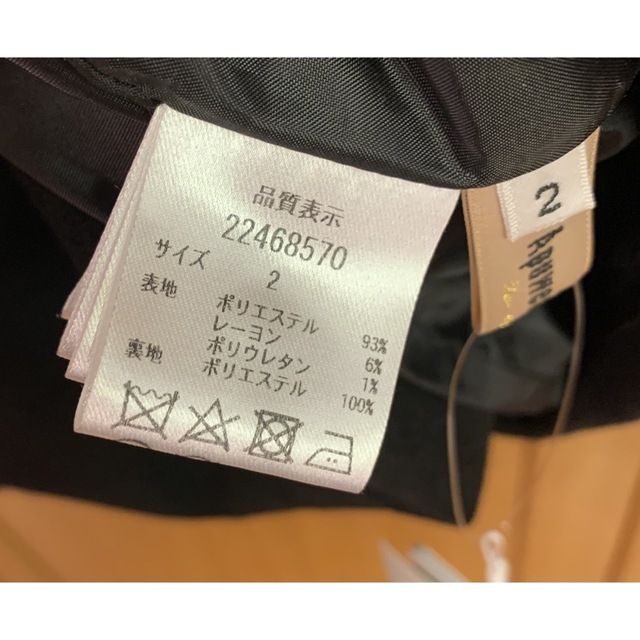 品質表示
22468570
サイズ 2
表地 ポリエステル 93%
レーヨン 6%
ポリウレタン 1%
裏地 ポリエステル 100%
2